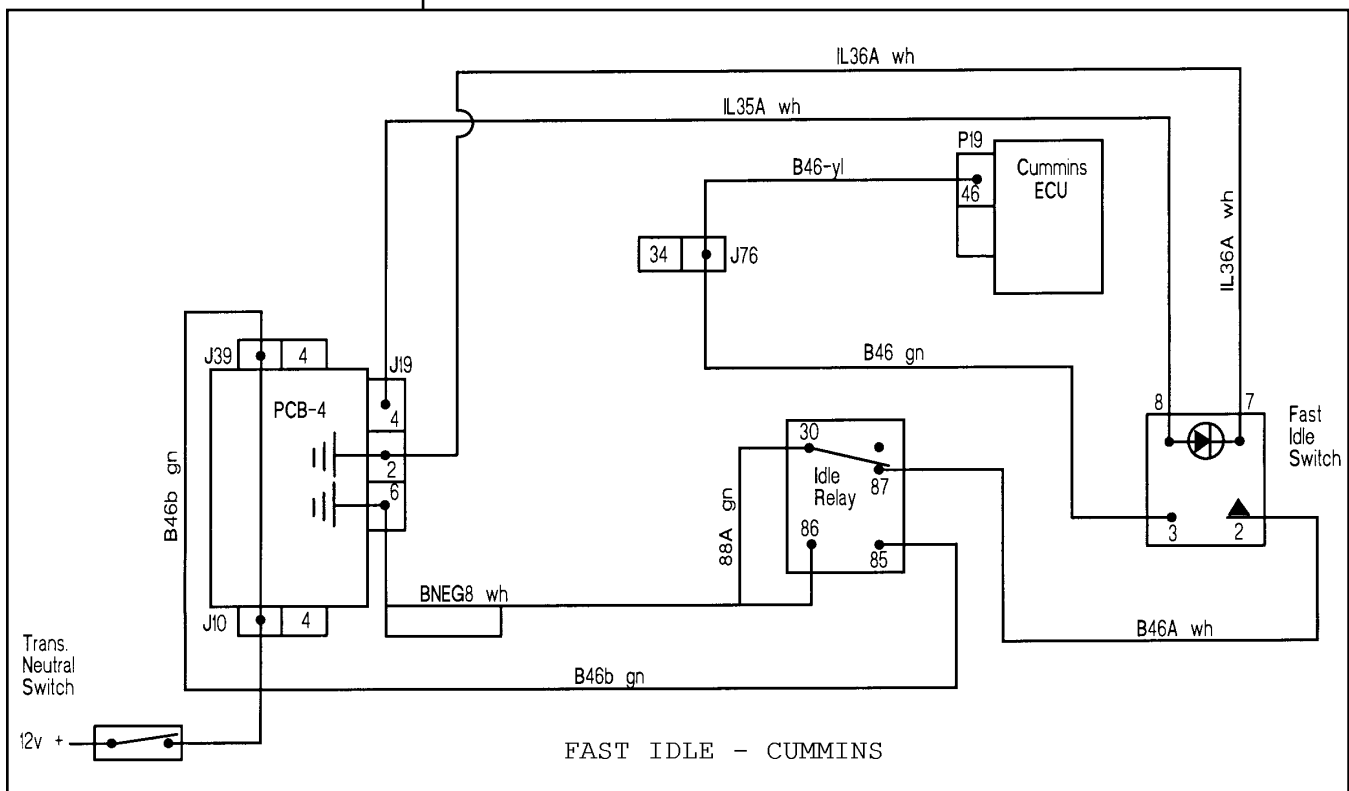 IL36A wh
IL35A wh
P19
B46-yl
46
Cummins
ECU
IL36A wh
34
J76
J39
4
J19
B46 gn
PCB-4
4
2
6
8
7
Fast
Idle
Switch
30
87
Idle
Relay
86
85
3
2
B46b gn
88A gn
BNEG8 wh
J10
4
B46A wh
Trans.
Neutral
Switch
B46b gn
12v +
FAST IDLE - CUMMINS